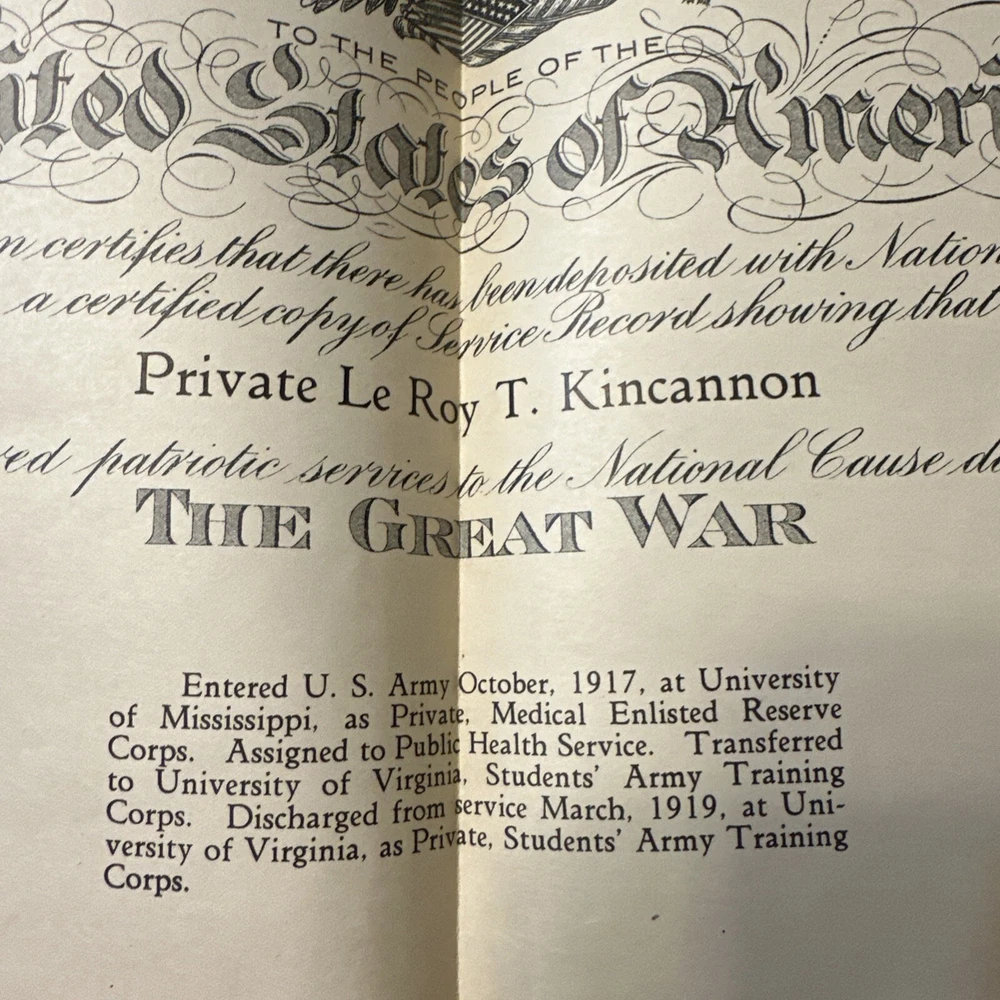 TO THE PEOPLE OF THE
ited States of Ameri
n certifies that there has been deposited with Nation
a certified copy of Service Record showing that
Private Le Roy T. Kincannon
red patriotic services to the National Cause du
THE GREAT WAR
Entered U. S. Army October, 1917, at University
of Mississippi, as Private, Medical Enlisted Reserve
Corps. Assigned to Public Health Service. Transferred
to University of Virginia, Students' Army Training
Corps. Discharged from service March, 1919, at Uni-
versity of Virginia, as Private, Students' Army Training
Corps.